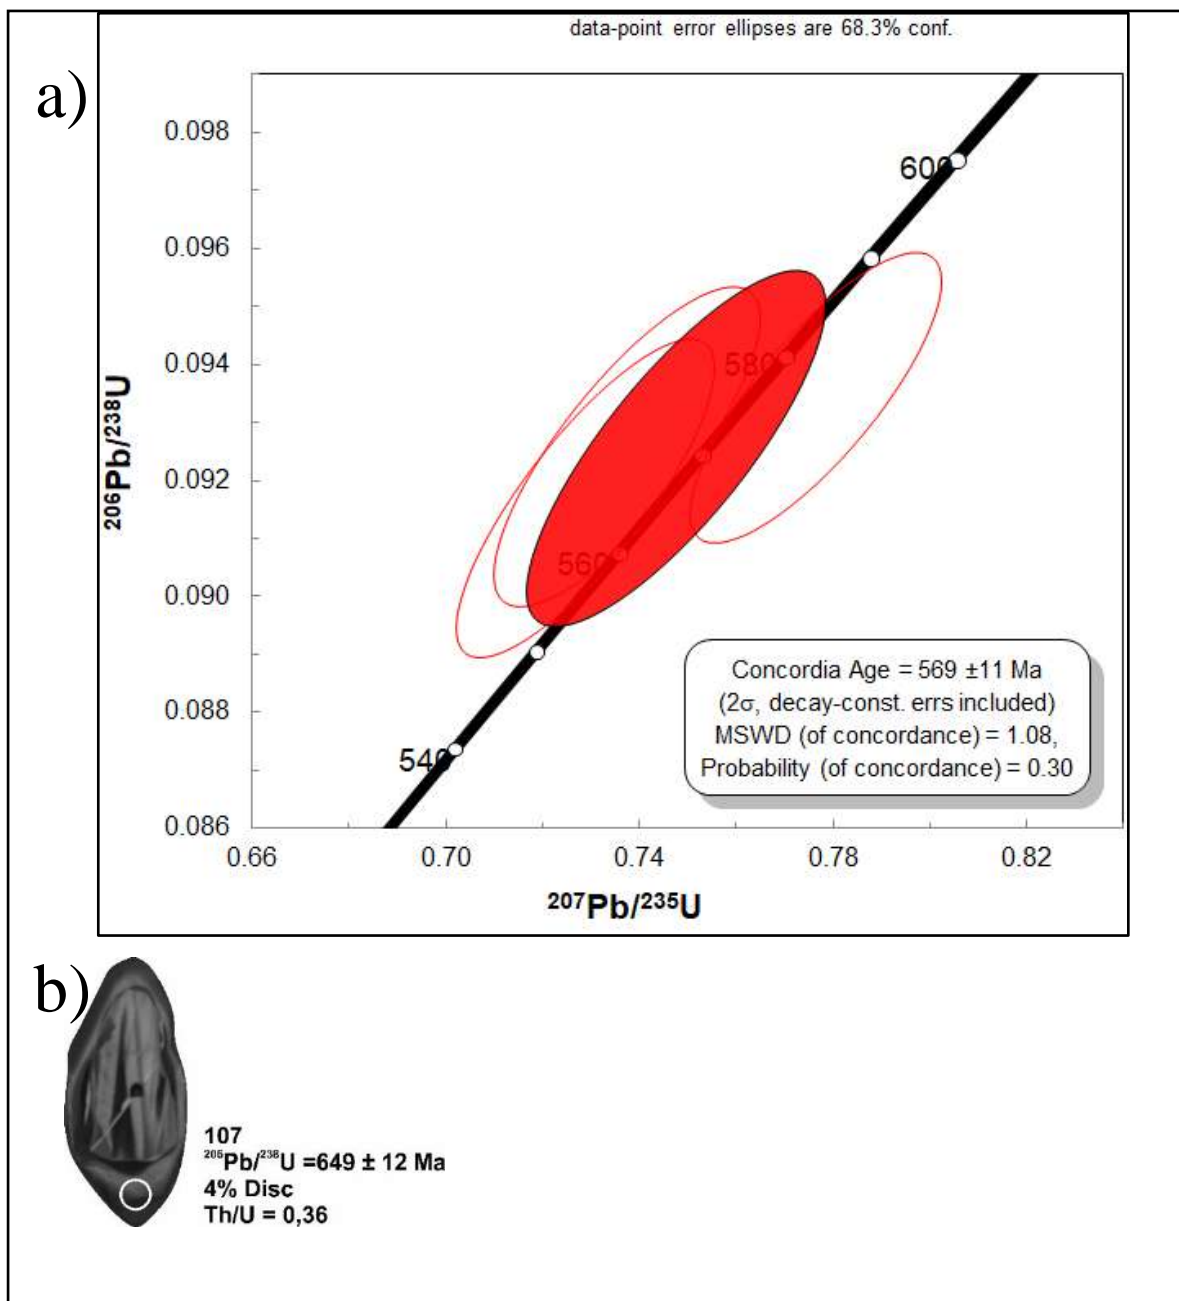 data-point error ellipses are 68.3% conf.
a)
0.098
0.096
0.094
0.092
0.090
0.088
0.086
²⁰⁶Pb/²³⁸U
600
580
560
540
Concordia Age = 569 ±11 Ma
(2σ, decay-const. errs included)
MSWD (of concordance) = 1.08,
Probability (of concordance) = 0.30
0.66 0.70 0.74 0.78 0.82
²⁰⁷Pb/²³⁵U
b)
107
²⁰⁶Pb/²³⁸U =649 ± 12 Ma
4% Disc
Th/U = 0,36